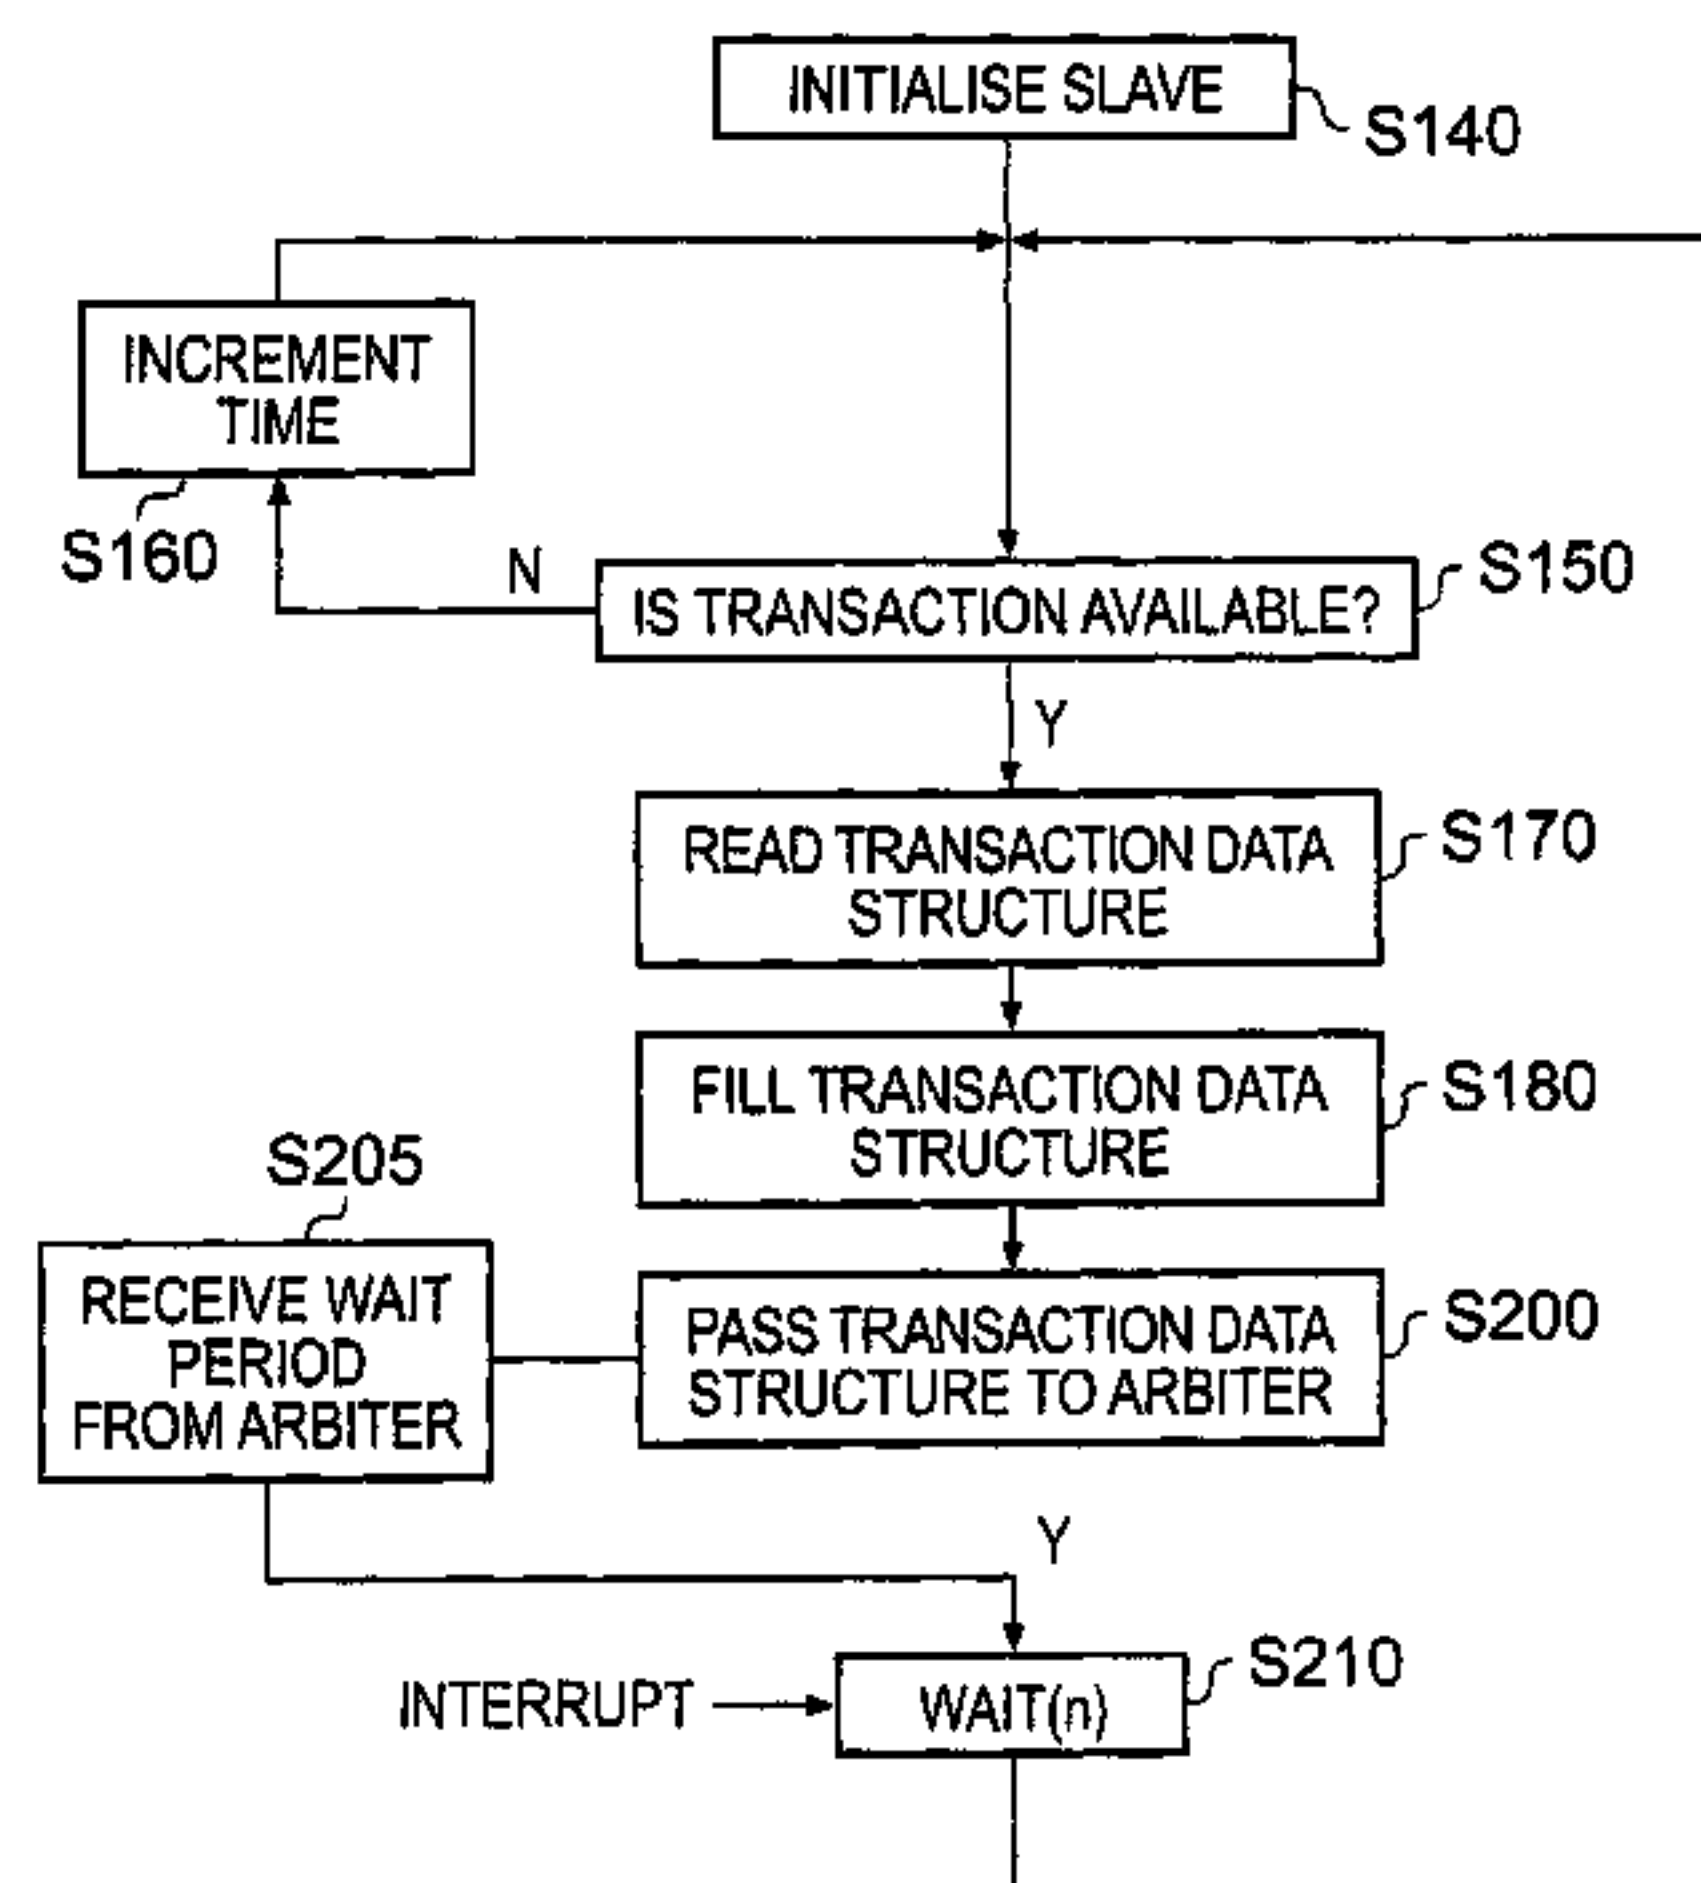 INITIALISE SLAVE
S140
INCREMENT
TIME
S160
N
IS TRANSACTION AVAILABLE?
S150
Y
READ TRANSACTION DATA
STRUCTURE
S170
FILL TRANSACTION DATA
STRUCTURE
S180
S205
RECEIVE WAIT
PERIOD
FROM ARBITER
PASS TRANSACTION DATA
STRUCTURE TO ARBITER
S200
Y
INTERRUPT
WAIT(n)
S210